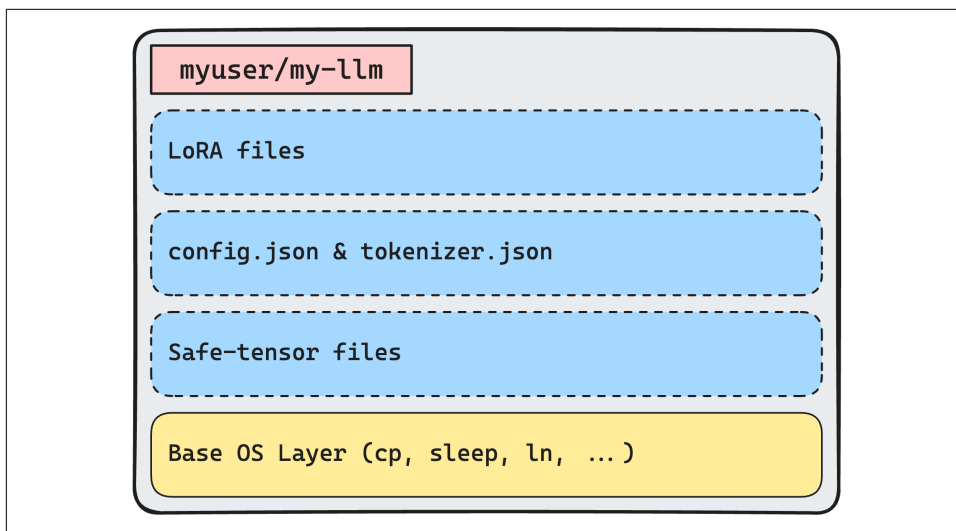 myuser/my-llm
LoRA files
config.json & tokenizer.json
Safe-tensor files
Base OS Layer (cp, sleep, ln, ...)